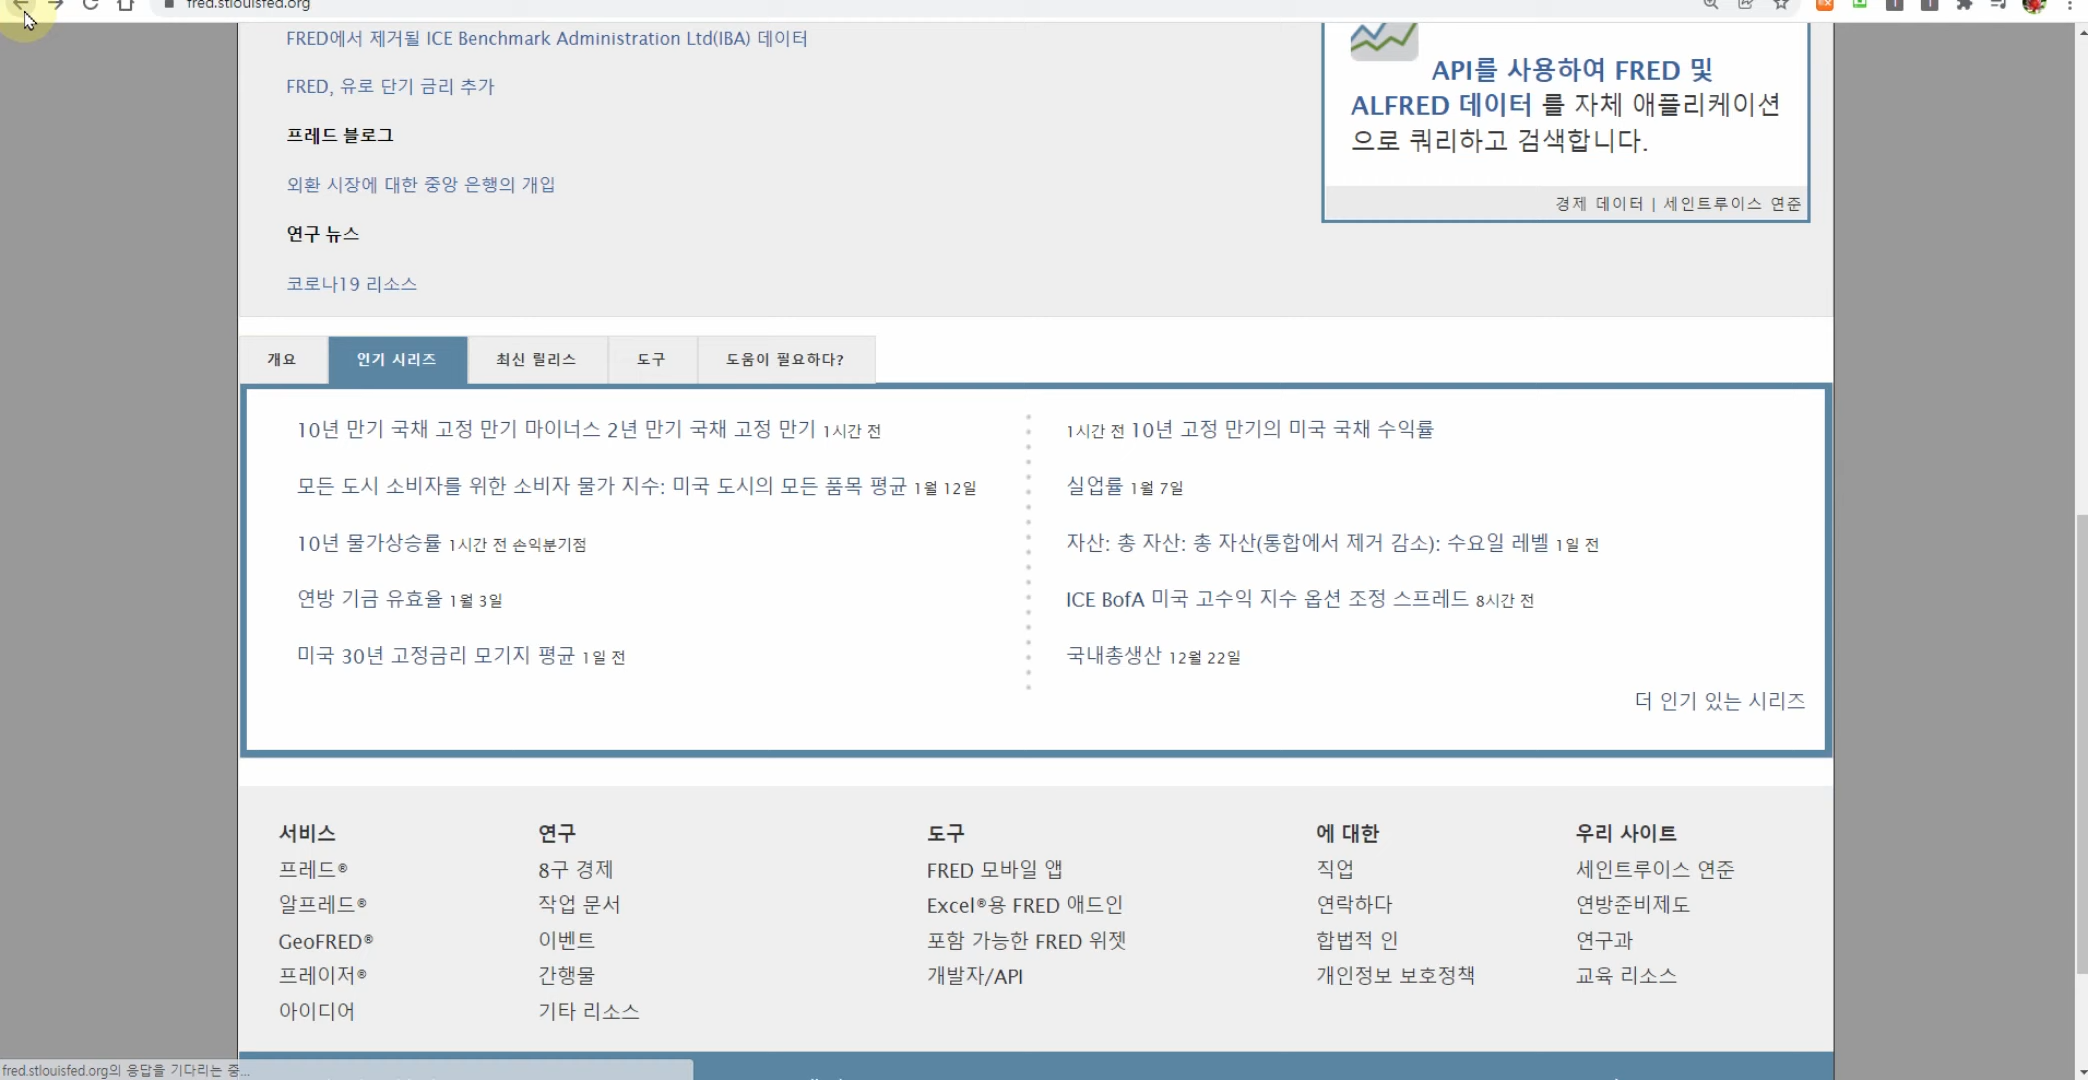 fred.stlouisfed.org
FRED에서 제거될 ICE Benchmark Administration Ltd(IBA) 데이터
FRED, 유로 단기 금리 추가
프레드 블로그
외환 시장에 대한 중앙 은행의 개입
연구 뉴스
코로나19 리소스
API를 사용하여 FRED 및
ALFRED 데이터 를 자체 애플리케이션
으로 쿼리하고 검색합니다.
경제 데이터 | 세인트루이스 연준
개요
인기 시리즈
최신 릴리스
도구
도움이 필요하다?
10년 만기 국채 고정 만기 마이너스 2년 만기 국채 고정 만기 1시간 전
모든 도시 소비자를 위한 소비자 물가 지수: 미국 도시의 모든 품목 평균 1월 12일
10년 물가상승률 1시간 전 손익분기점
연방 기금 유효율 1월 3일
미국 30년 고정금리 모기지 평균 1일 전
1시간 전 10년 고정 만기의 미국 국채 수익률
실업률 1월 7일
자산: 총 자산: 총 자산(통합에서 제거 감소): 수요일 레벨 1일 전
ICE BofA 미국 고수익 지수 옵션 조정 스프레드 8시간 전
국내총생산 12월 22일
더 인기 있는 시리즈
서비스
프레드®
알프레드®
GeoFRED®
프레이저®
아이디어
연구
8구 경제
작업 문서
이벤트
간행물
기타 리소스
도구
FRED 모바일 앱
Excel®용 FRED 애드인
포함 가능한 FRED 위젯
개발자/API
에 대한
직업
연락하다
합법적 인
개인정보 보호정책
우리 사이트
세인트루이스 연준
연방준비제도
연구과
교육 리소스
fred.stlouisfed.org의 응답을 기다리는 중...